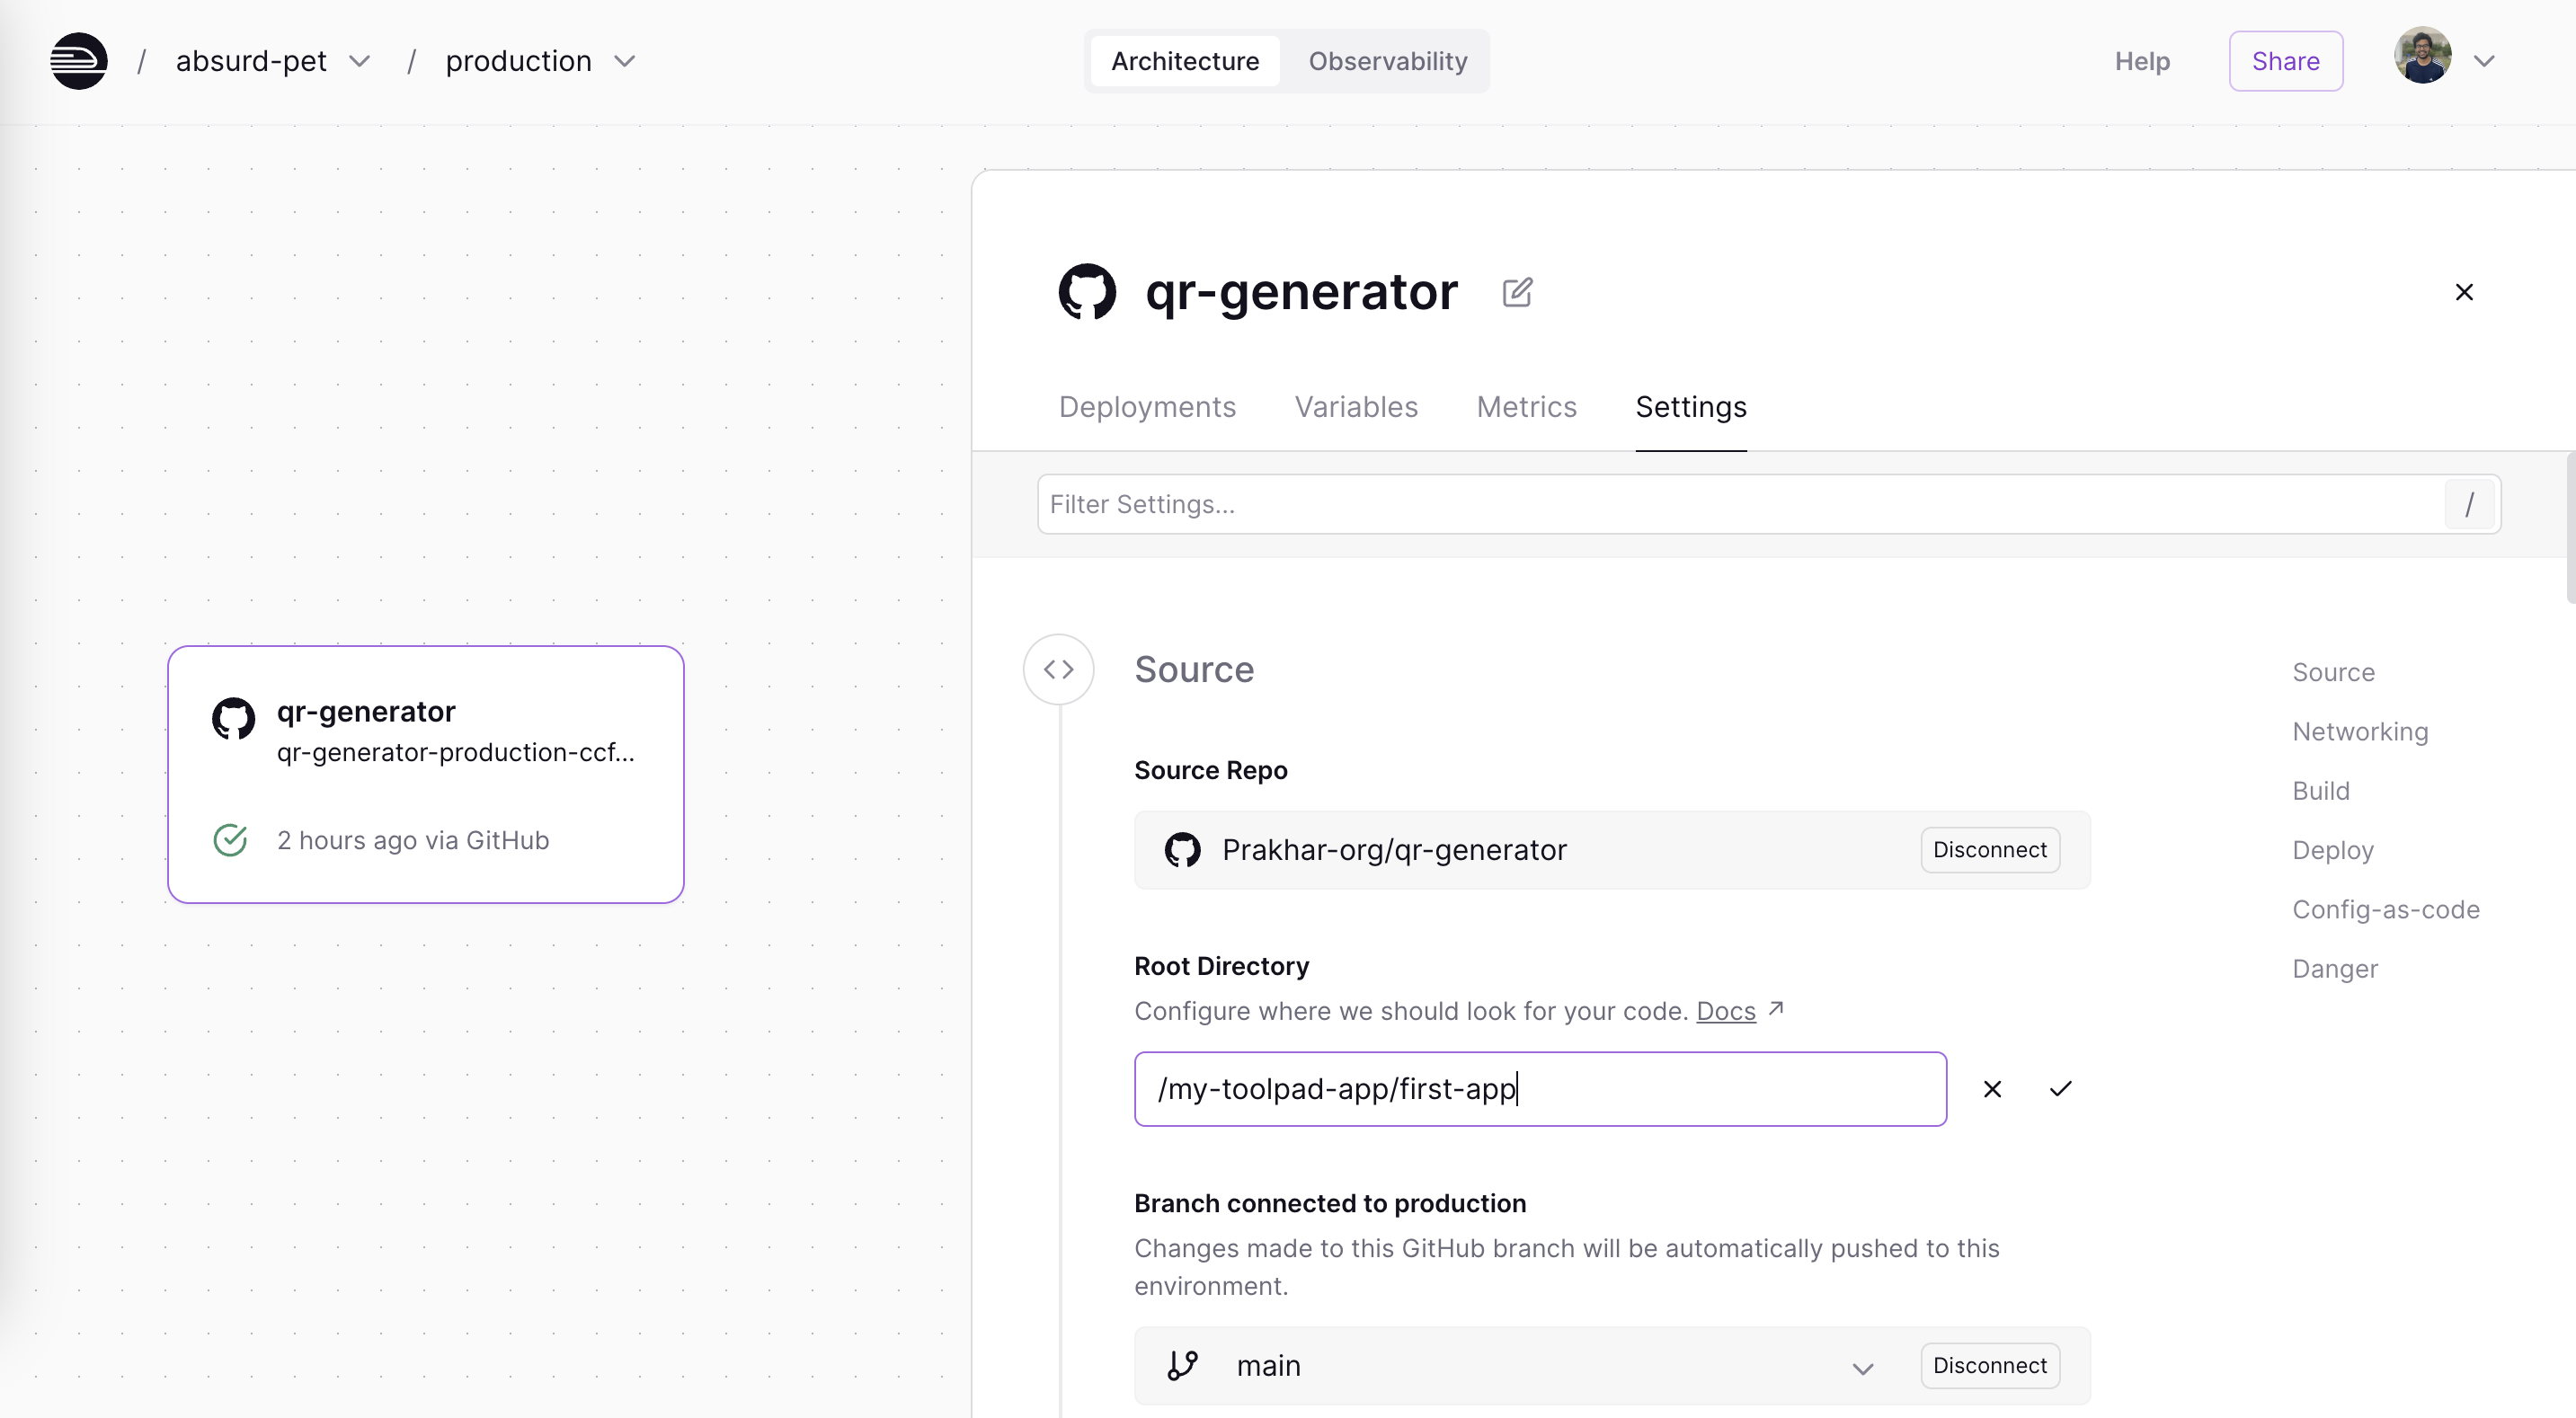 / absurd-pet / production
Architecture
Observability
Help
Share
qr-generator
Deployments
Variables
Metrics
Settings
Filter Settings...
/
qr-generator
qr-generator-production-ccf...
2 hours ago via GitHub
Source
Source Repo
Prakhar-org/qr-generator
Disconnect
Root Directory
Configure where we should look for your code. Docs ↗
/my-toolpad-app/first-app
Branch connected to production
Changes made to this GitHub branch will be automatically pushed to this
environment.
main
Disconnect
Source
Networking
Build
Deploy
Config-as-code
Danger